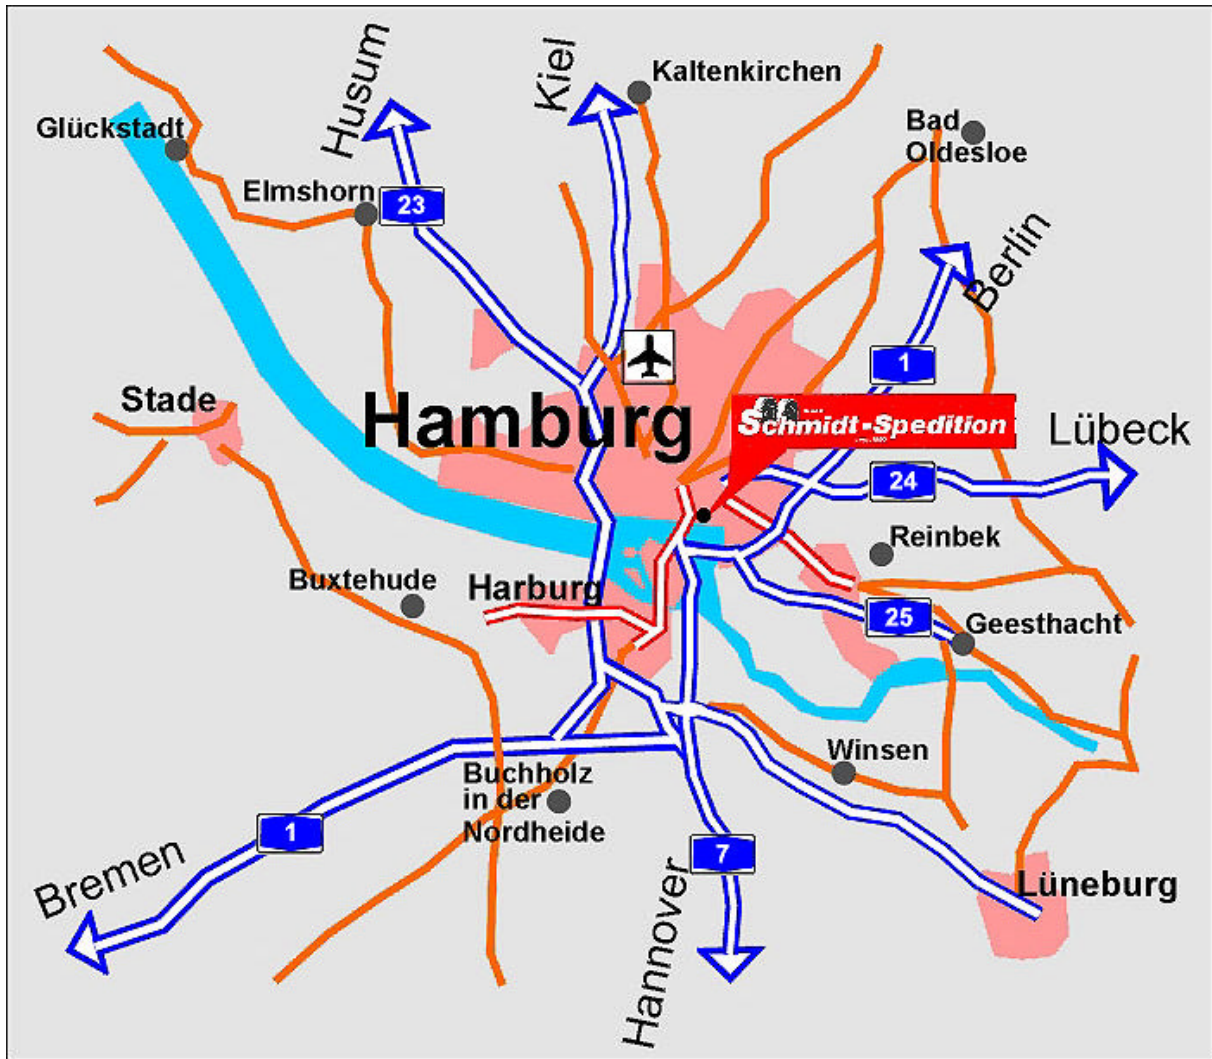 Husum
Kiel
Kaltenkirchen
Glückstadt
Bad
Oldesloe
Elmshorn
23
Berlin
1
Stade
Hamburg
Schmidt-Spedition
Lübeck
24
Reinbek
Buxtehude
Harburg
25
Geesthacht
Winsen
Buchholz
in der
Nordheide
1
7
Bremen
Hannover
Lüneburg